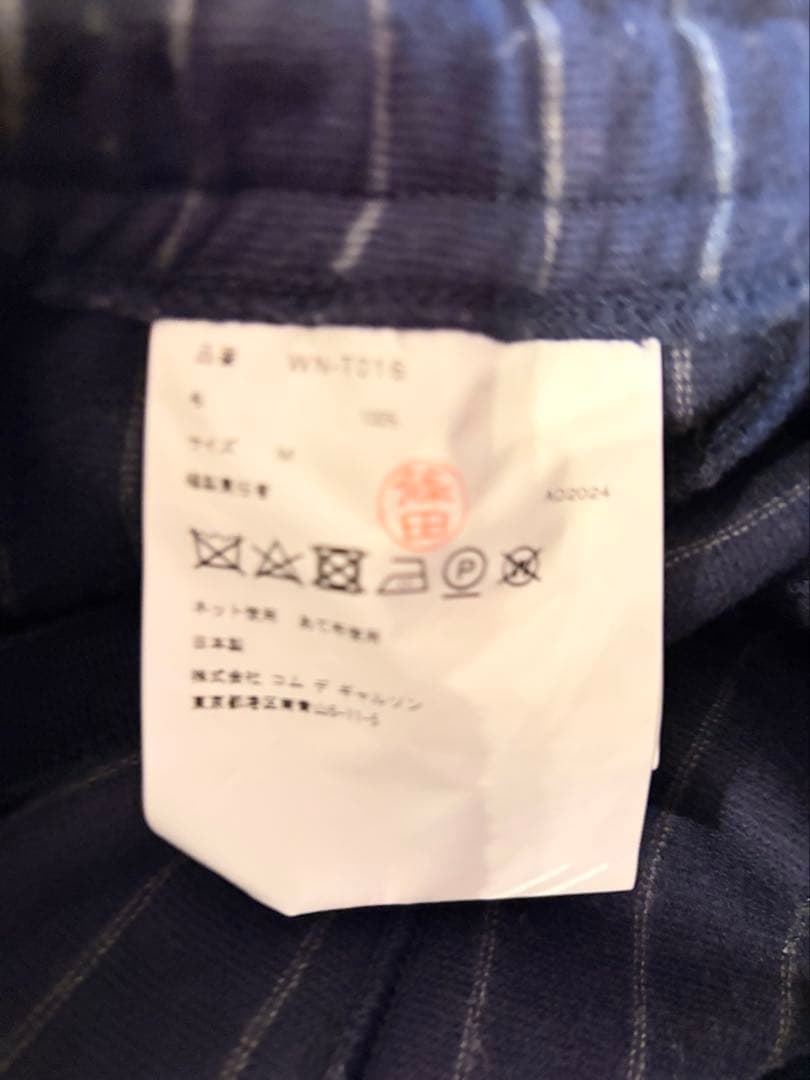 品番 WN-T016
毛 100%
サイズ M
縫製責任者 AD2024
田
P
ネット使用 あて布使用
日本製
株式会社 コム デ ギャルソン
東京都港区南青山5-11-5